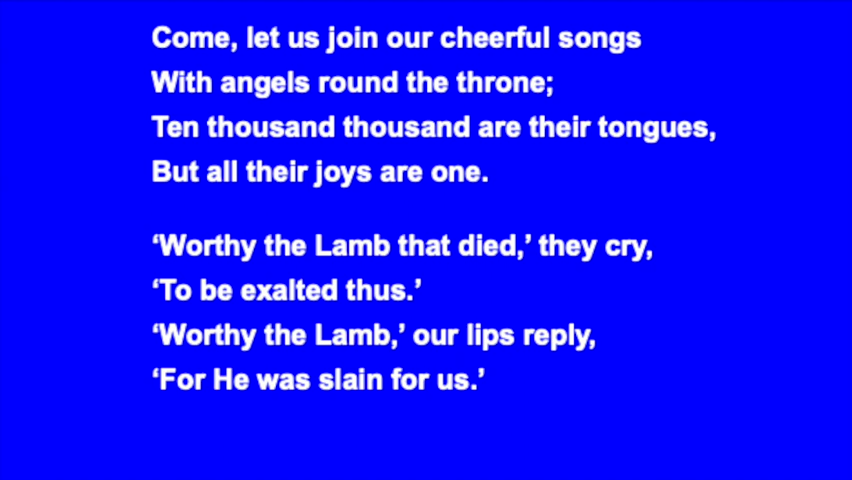 Come, let us join our cheerful songs
With angels round the throne;
Ten thousand thousand are their tongues,
But all their joys are one.
‘Worthy the Lamb that died,’ they cry,
‘To be exalted thus.’
‘Worthy the Lamb,’ our lips reply,
‘For He was slain for us.’